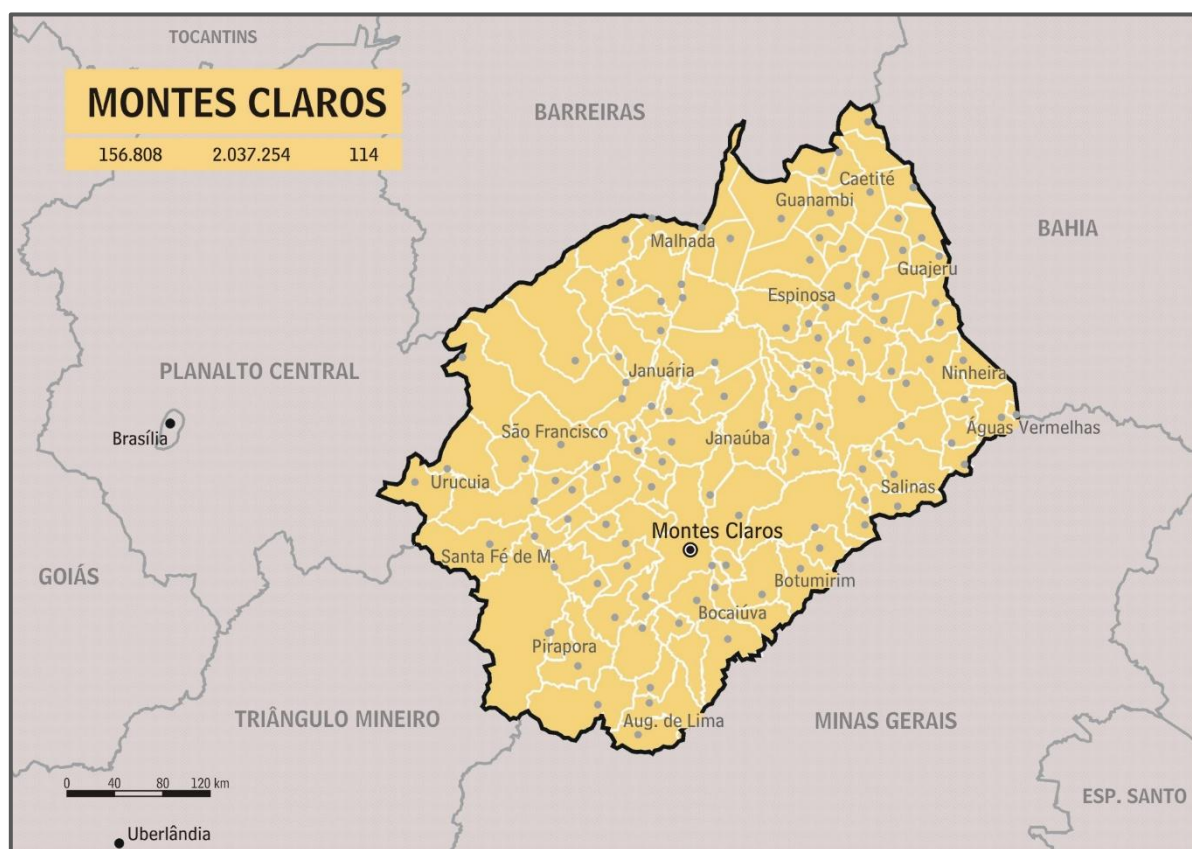 TOCANTINS
MONTES CLAROS
156.808 2.037.254 114
BARREIRAS
Caetité
Guanambi
BAHIA
Malhada
Guajeru
Espinosa
PLANALTO CENTRAL
Januária
Ninheira
Brasília
São Francisco
Janaúba
Águas Vermelhas
Urucuia
Salinas
Montes Claros
Santa Fé de M.
GOIÁS
Botumirim
Bocaiúva
Pirapora
TRIÂNGULO MINEIRO
Aug. de Lima
MINAS GERAIS
0 40 80 120 km
ESP. SANTO
Uberlândia